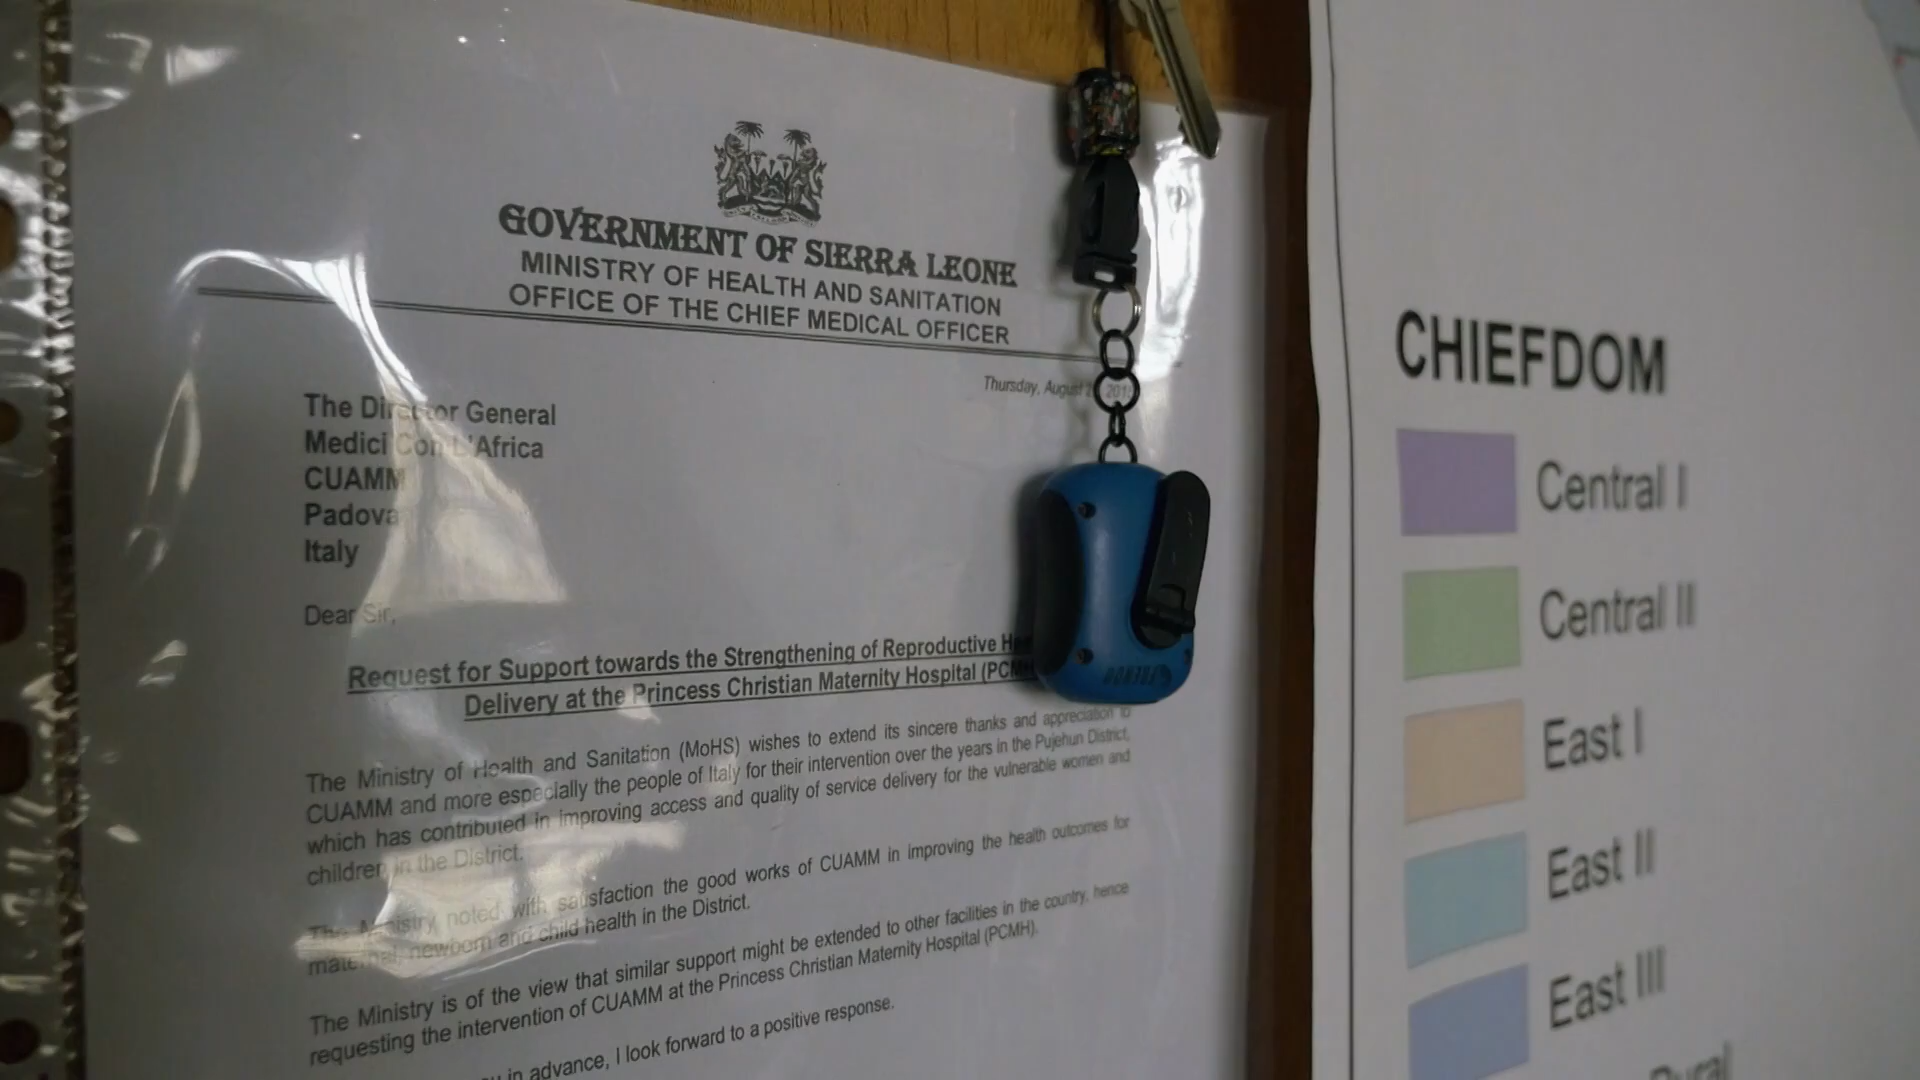 GOVERNMENT OF SIERRA LEONE
MINISTRY OF HEALTH AND SANITATION
OFFICE OF THE CHIEF MEDICAL OFFICER
Thursday, August
The Director General
Medici Con L'Africa
CUAMM
Padova
Italy
Dear Sir,
Request for Support towards the Strengthening of Reproductive
Delivery at the Princess Christian Maternity Hospital
The Ministry of Health and Sanitation (MoHS) wishes to extend its sincere thanks and appreciation to
CUAMM and more especially the people of Italy for their intervention over the years in the Pujehun District,
which has contributed in improving access and quality of service delivery for the vulnerable women and
children in the District.
The Ministry noted with satisfaction the good works of CUAMM in improving the health outcomes for
maternal, newborn and child health in the District.
The Ministry is of the view that similar support might be extended to other facilities in the country, hence
requesting the intervention of CUAMM at the Princess Christian Maternity Hospital (PCMH).
in advance, I look forward to a positive response.
CHIEFDOM
Central I
Central II
East I
East II
East III
Rural